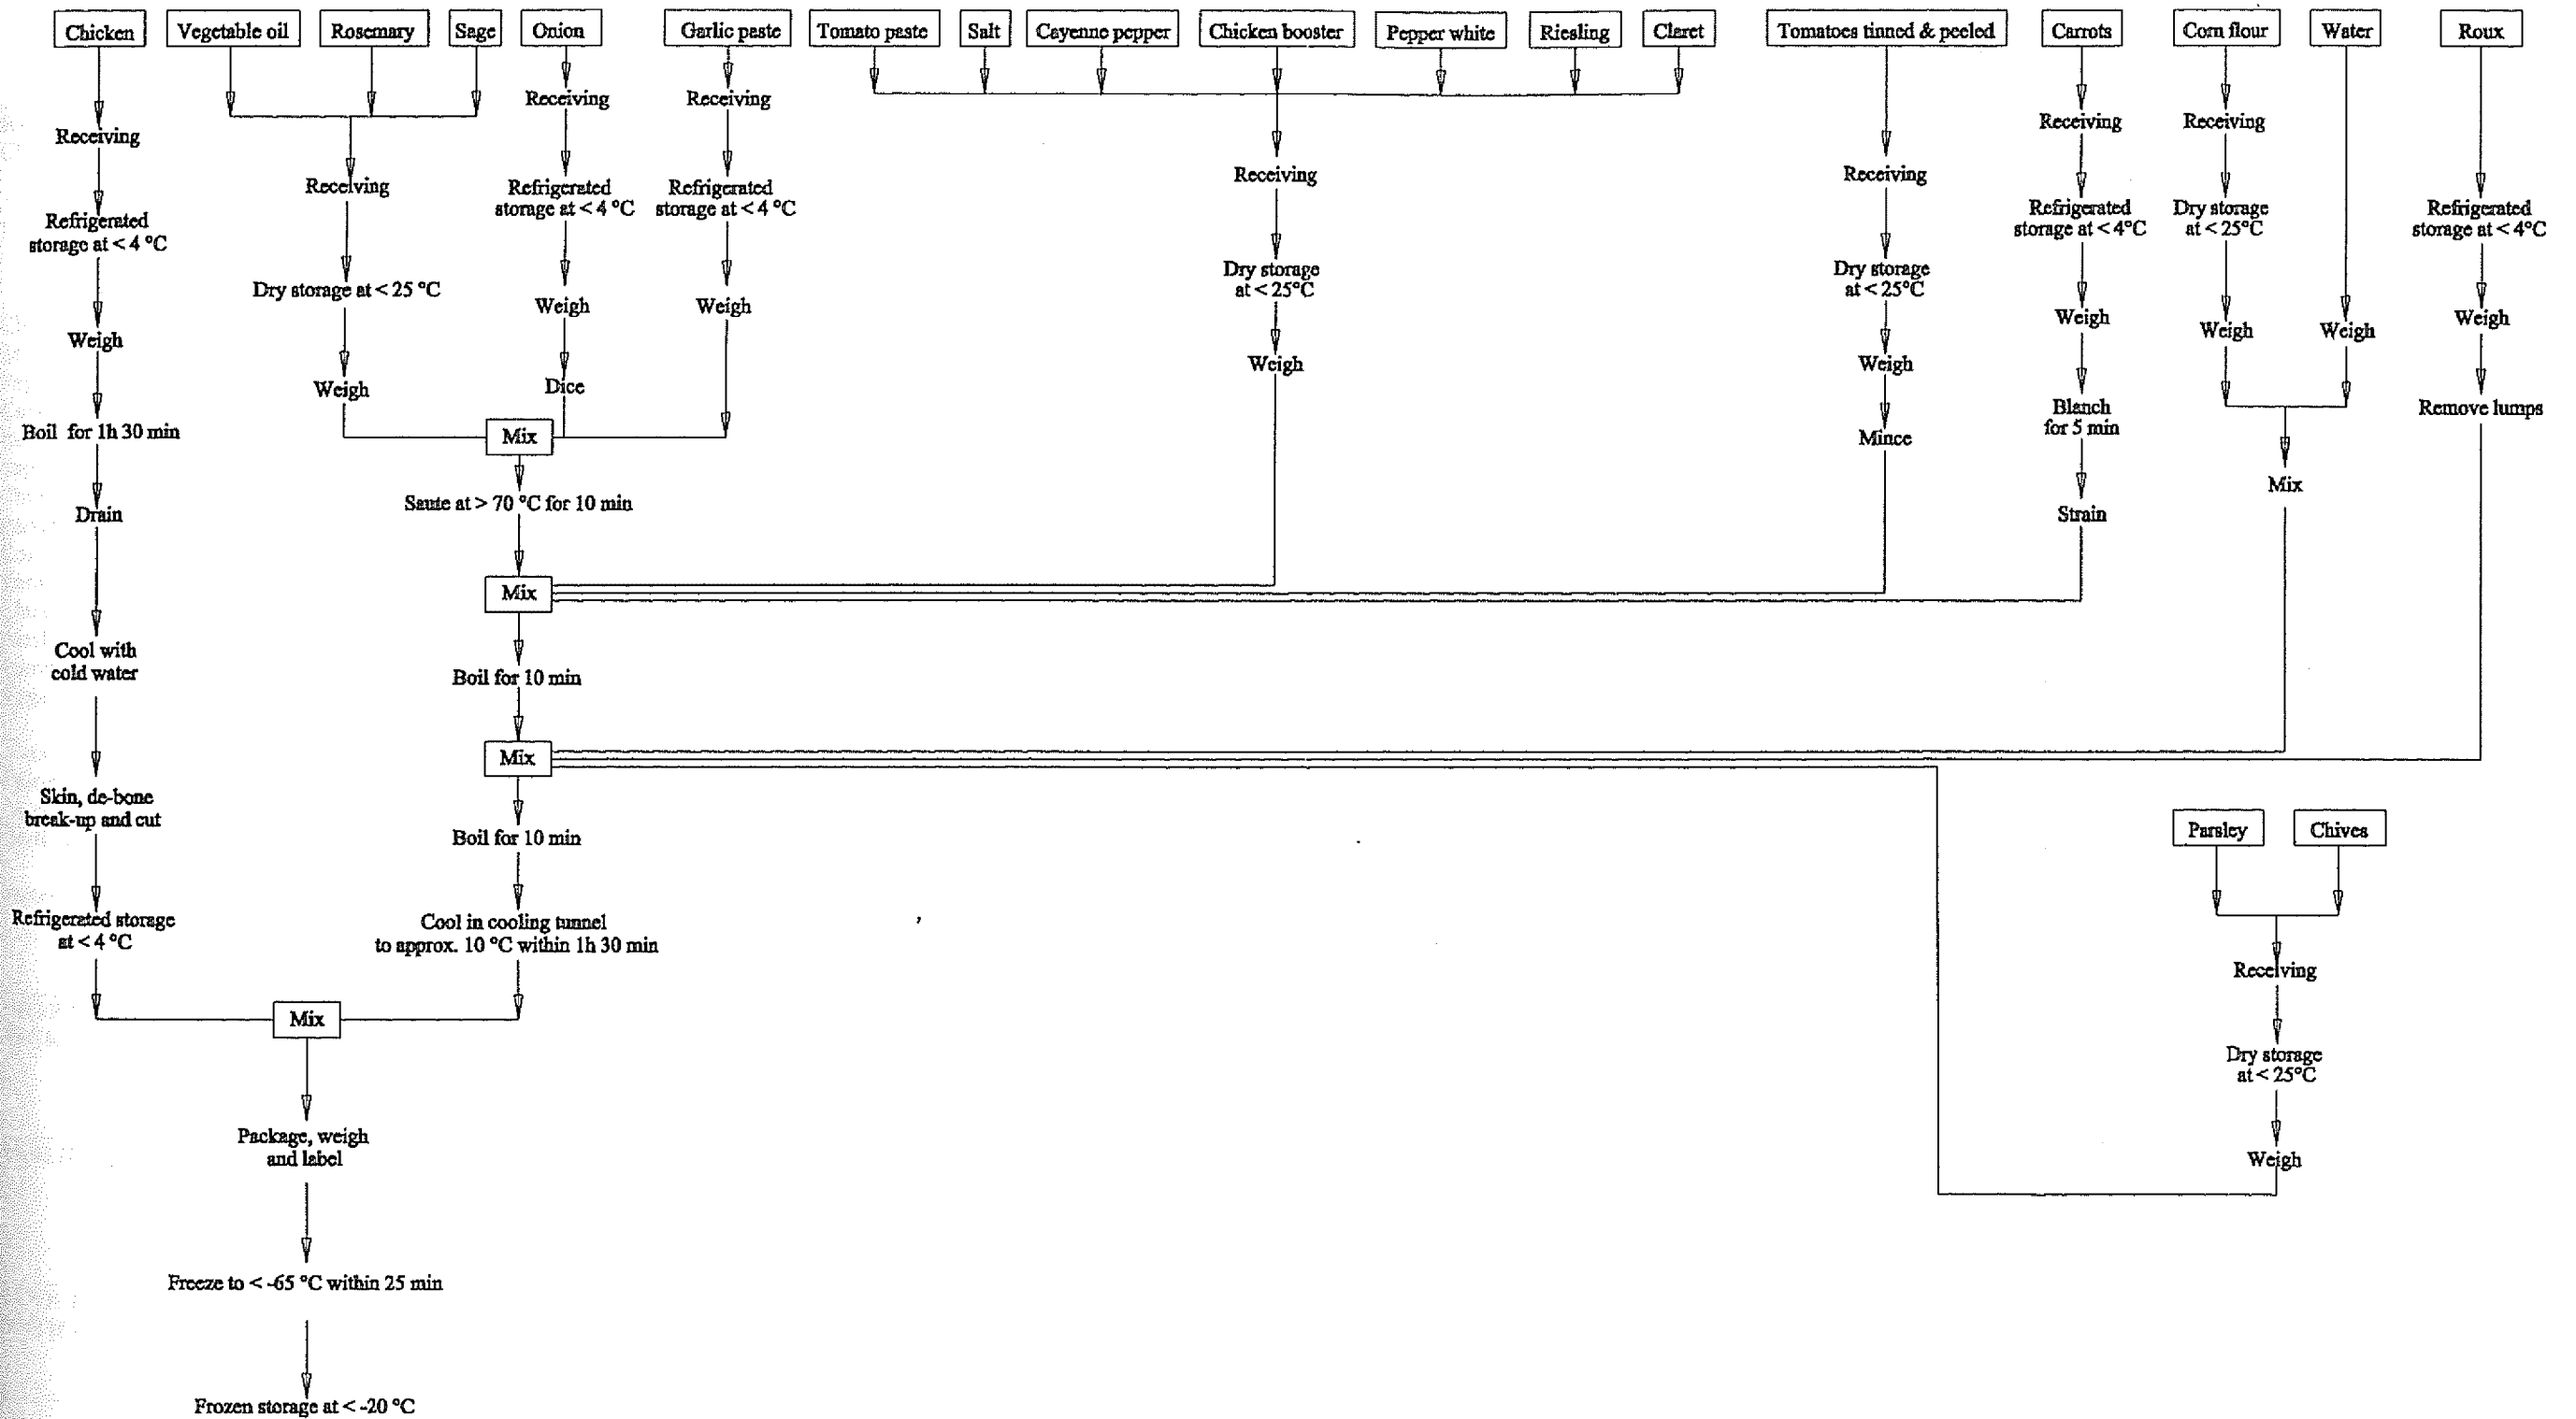 Chicken
Vegetable oil
Rosemary
Sage
Onion
Garlic paste
Tomato paste
Salt
Cayenne pepper
Chicken booster
Pepper white
Riesling
Claret
Tomatoes tinned & peeled
Carrots
Corn flour
Water
Roux
Receiving
Refrigerated
storage at < 4 °C
Weigh
Boil for 1h 30 min
Drain
Cool with
cold water
Skin, de-bone
break-up and cut
Refrigerated storage
at < 4 °C
Receiving
Dry storage at < 25 °C
Weigh
Receiving
Refrigerated
storage at < 4 °C
Weigh
Dice
Receiving
Refrigerated
storage at < 4 °C
Weigh
Mix
Saute at > 70 °C for 10 min
Receiving
Dry storage
at < 25°C
Weigh
Receiving
Dry storage
at < 25°C
Weigh
Mince
Receiving
Refrigerated
storage at < 4°C
Weigh
Blanch
for 5 min
Strain
Mix
Boil for 10 min
Receiving
Dry storage
at < 25°C
Weigh
Weigh
Mix
Refrigerated
storage at < 4°C
Weigh
Remove lumps
Parsley
Chives
Receiving
Dry storage
at < 25°C
Weigh
Mix
Boil for 10 min
Cool in cooling tunnel
to approx. 10 °C within 1h 30 min
Mix
Package, weigh
and label
Freeze to < -65 °C within 25 min
Frozen storage at < -20 °C